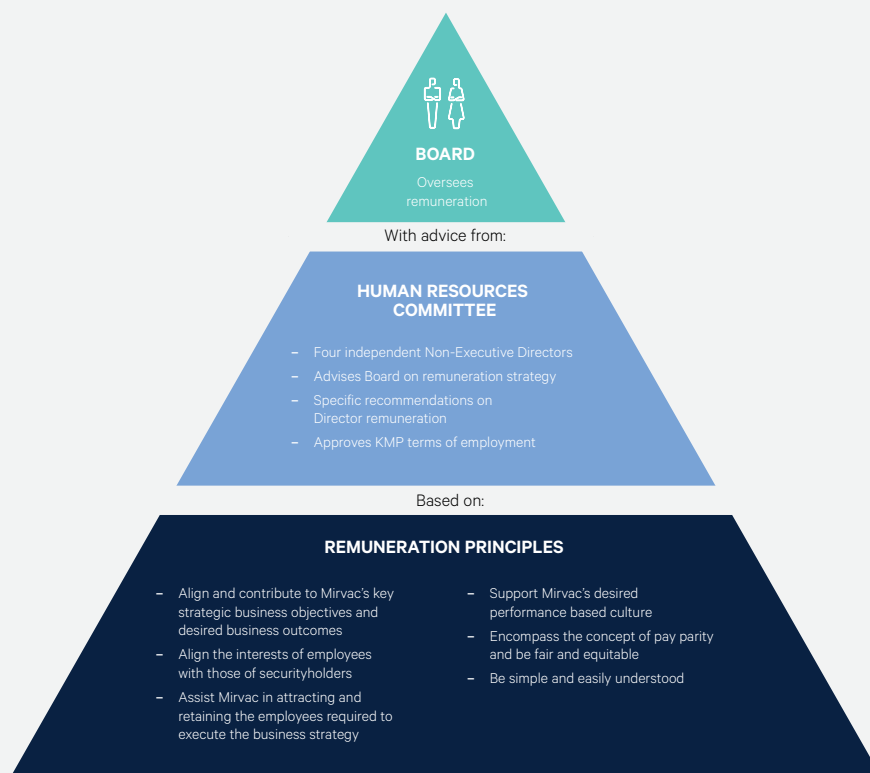 BOARD
Oversees
remuneration
With advice from:
HUMAN RESOURCES
COMMITTEE
– Four independent Non-Executive Directors
– Advises Board on remuneration strategy
– Specific recommendations on
Director remuneration
– Approves KMP terms of employment
Based on:
REMUNERATION PRINCIPLES
– Align and contribute to Mirvac’s key
strategic business objectives and
desired business outcomes
– Align the interests of employees
with those of securityholders
– Assist Mirvac in attracting and
retaining the employees required to
execute the business strategy
– Support Mirvac’s desired
performance based culture
– Encompass the concept of pay parity
and be fair and equitable
– Be simple and easily understood